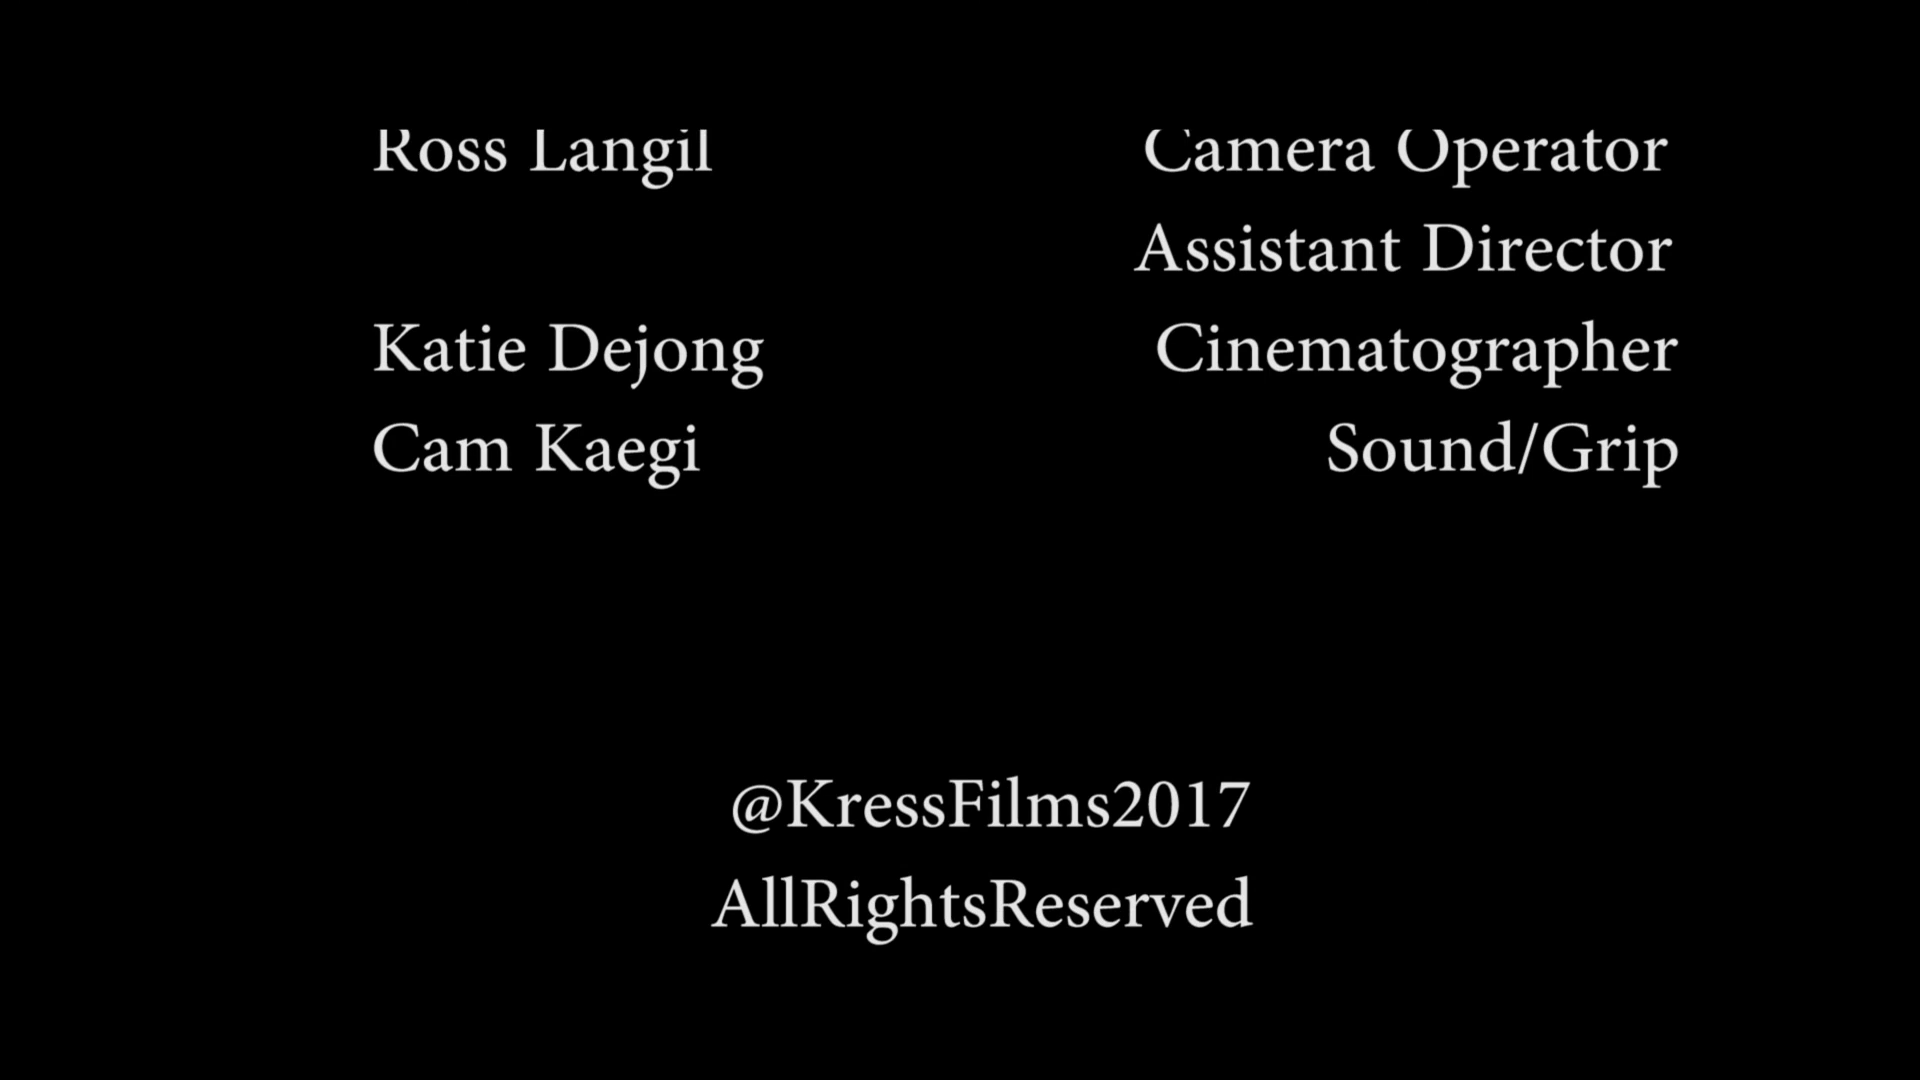 Ross Langil Camera Operator
Assistant Director
Katie Dejong Cinematographer
Cam Kaegi Sound/Grip
@KressFilms2017
AllRightsReserved